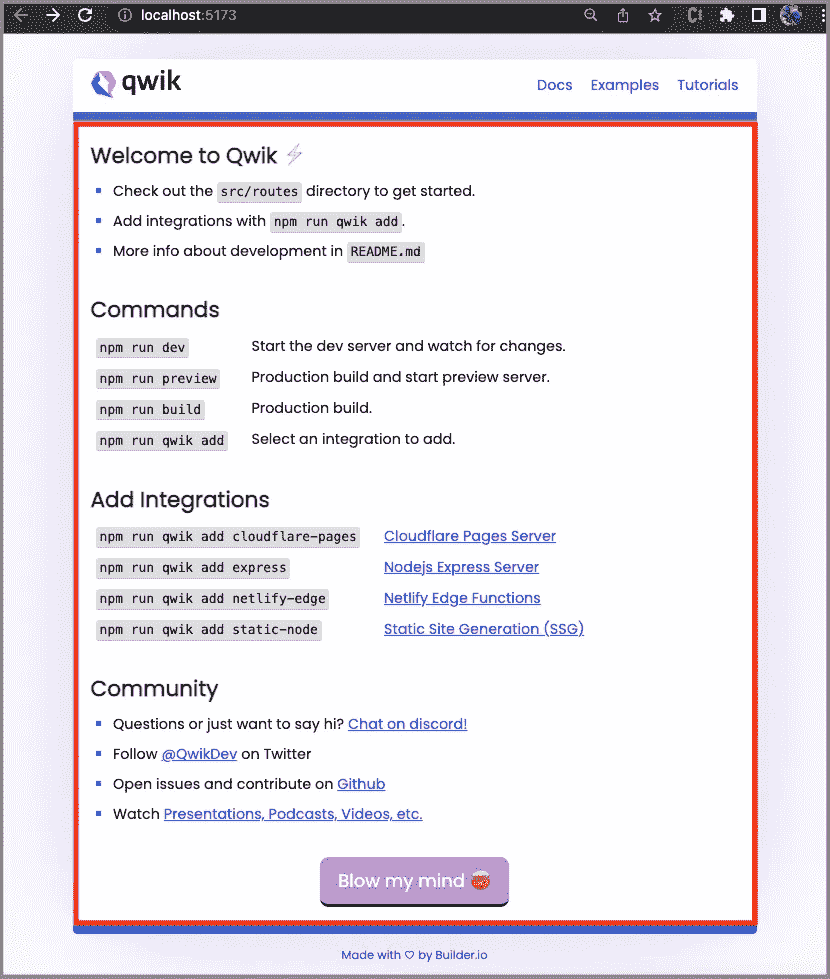 localhost:5173
qwik
Docs Examples Tutorials
Welcome to Qwik ⚡
Check out the src/routes directory to get started.
Add integrations with npm run qwik add.
More info about development in README.md
Commands
npm run dev Start the dev server and watch for changes.
npm run preview Production build and start preview server.
npm run build Production build.
npm run qwik add Select an integration to add.
Add Integrations
npm run qwik add cloudflare-pages Cloudflare Pages Server
npm run qwik add express Nodejs Express Server
npm run qwik add netlify-edge Netlify Edge Functions
npm run qwik add static-node Static Site Generation (SSG)
Community
Questions or just want to say hi? Chat on discord!
Follow @QwikDev on Twitter
Open issues and contribute on Github
Watch Presentations, Podcasts, Videos, etc.
Blow my mind
Made with ♡ by Builder.io